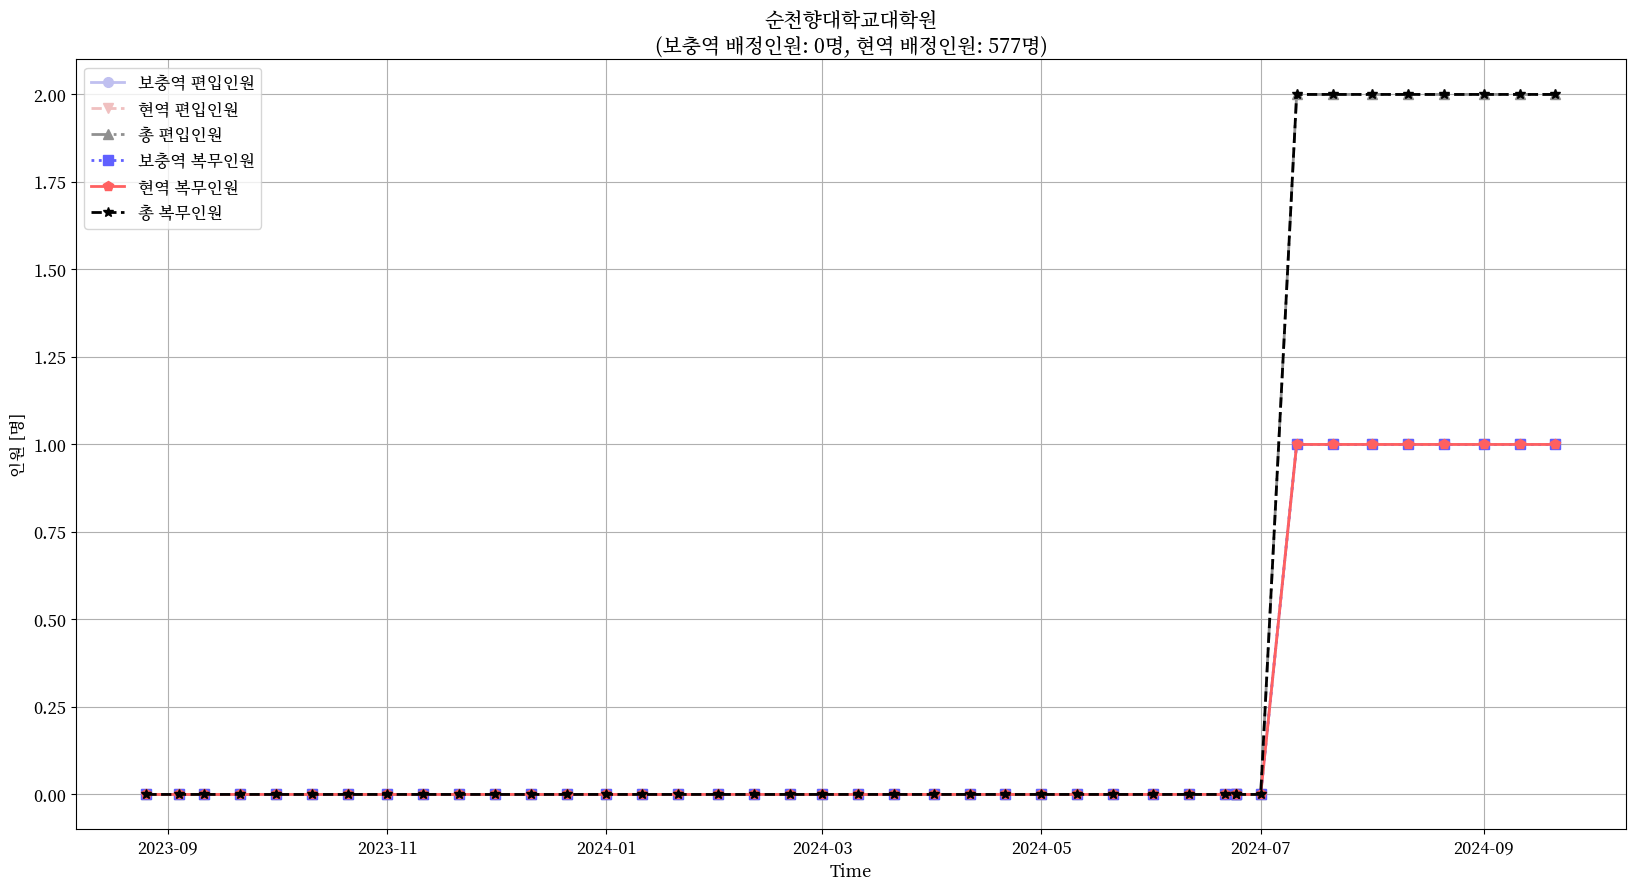 순천향대학교대학원
(보충역 배정인원: 0명, 현역 배정인원: 577명)
보충역 편입인원
현역 편입인원
총 편입인원
보충역 복무인원
현역 복무인원
총 복무인원
2.00
1.75
1.50
1.25
1.00
0.75
0.50
0.25
0.00
인원 [명]
2023-09
2023-11
2024-01
2024-03
2024-05
2024-07
2024-09
Time